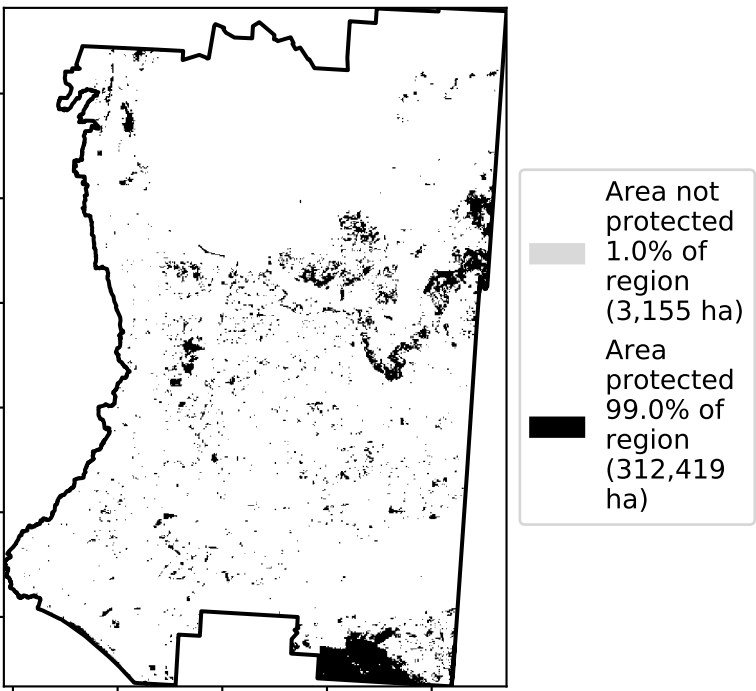 Area not
protected
1.0% of
region
(3,155 ha)
Area
protected
99.0% of
region
(312,419
ha)